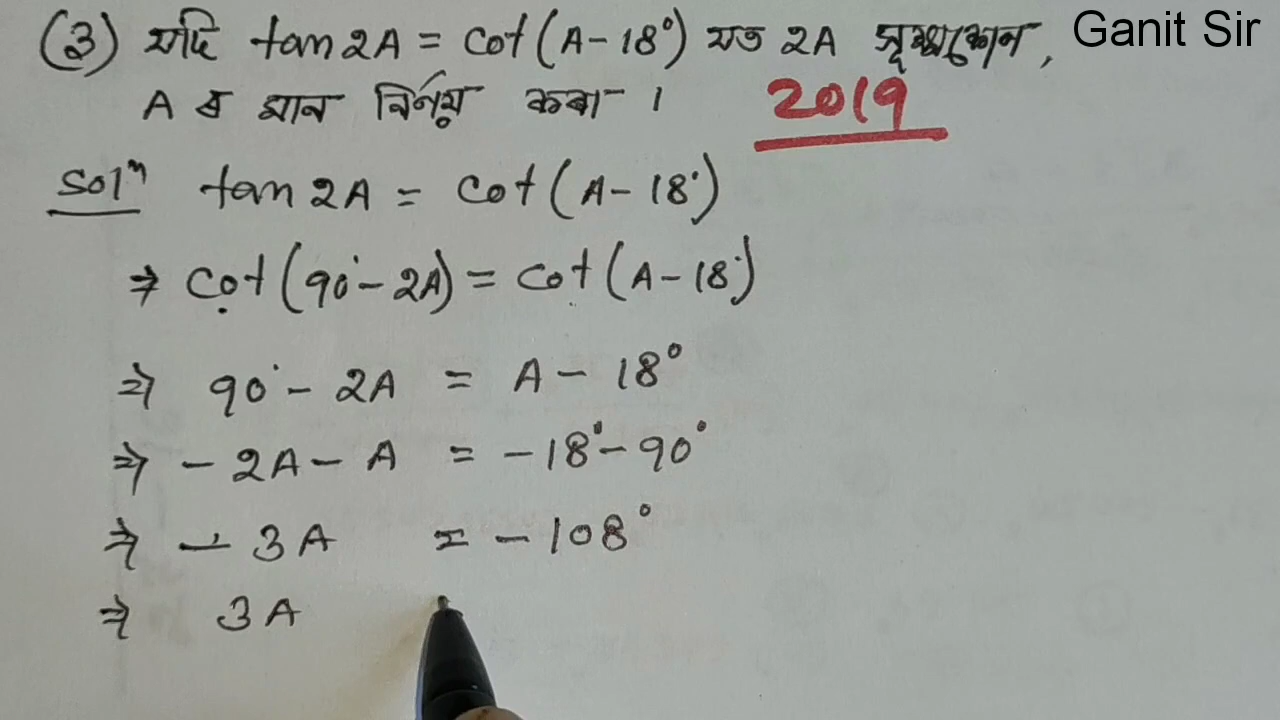 (3) যদি tan 2A = cot (A - 18°) যত 2A সূক্ষ্মকোন, Ganit Sir
A ৰ মান নিৰ্ণয় কৰা । 2019
Solⁿ tan 2A = cot (A - 18°)
⇒ cot (90° - 2A) = cot (A - 18°)
⇒ 90° - 2A = A - 18°
⇒ - 2A - A = - 18° - 90°
⇒ - 3A = - 108°
⇒ 3A